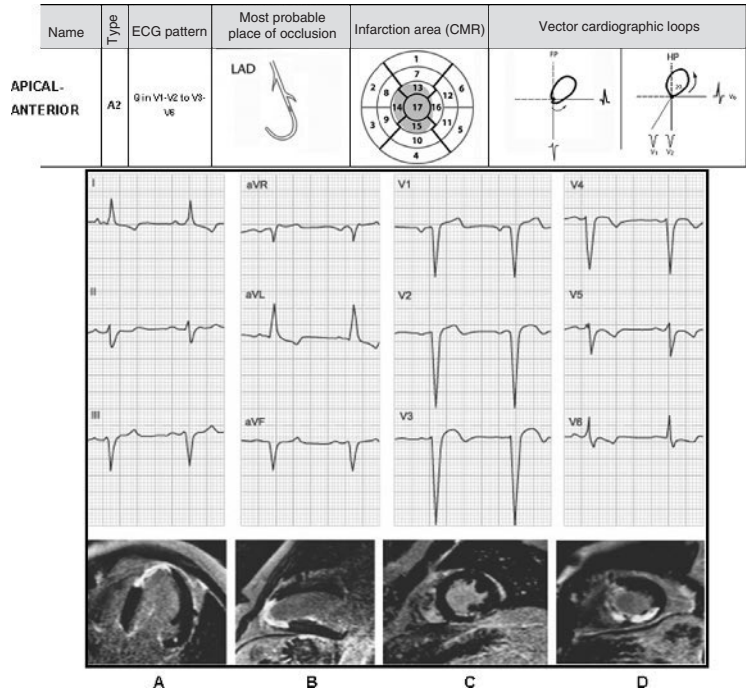 Name
Type
ECG pattern
Most probable
place of occlusion
Infarction area (CMR)
Vector cardiographic loops
APICAL-
ANTERIOR
A2
Q in V1-V2 to V3-
V6
LAD
1
2
7
6
8
13
12
14
17
16
3
9
15
11
5
10
4
FP
HP
20
V6
V1
V2
I
aVR
V1
V4
II
aVL
V2
V5
III
aVF
V3
V6
A
B
C
D